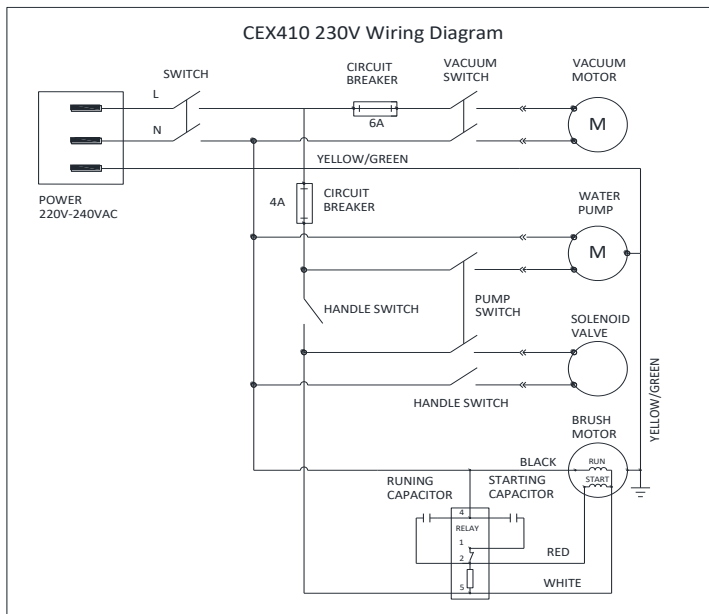 CEX410 230V Wiring Diagram
SWITCH
CIRCUIT
BREAKER
VACUUM
SWITCH
VACUUM
MOTOR
L
6A
M
N
YELLOW/GREEN
POWER
220V-240VAC
4A
CIRCUIT
BREAKER
WATER
PUMP
M
HANDLE SWITCH
PUMP
SWITCH
SOLENOID
VALVE
HANDLE SWITCH
YELLOW/GREEN
BRUSH
MOTOR
BLACK
RUN
START
RUNING
CAPACITOR
STARTING
CAPACITOR
4
RELAY
1
2
RED
5
WHITE